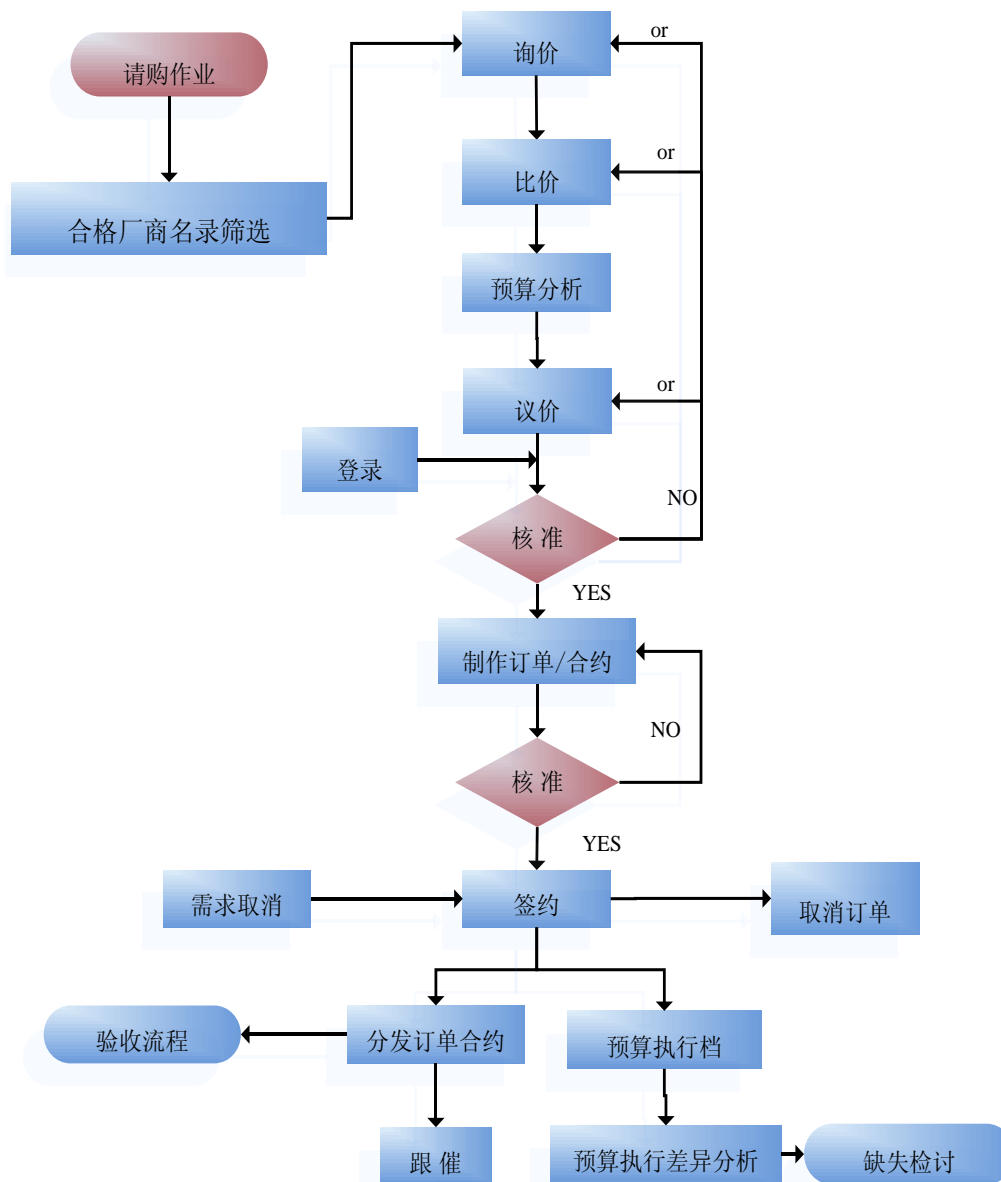 请购作业
询价
or
合格厂商名录筛选
比价
or
预算分析
议价
or
登录
NO
核 准
YES
制作订单/合约
NO
核 准
YES
需求取消
签约
取消订单
验收流程
分发订单合约
预算执行档
跟 催
预算执行差异分析
缺失检讨